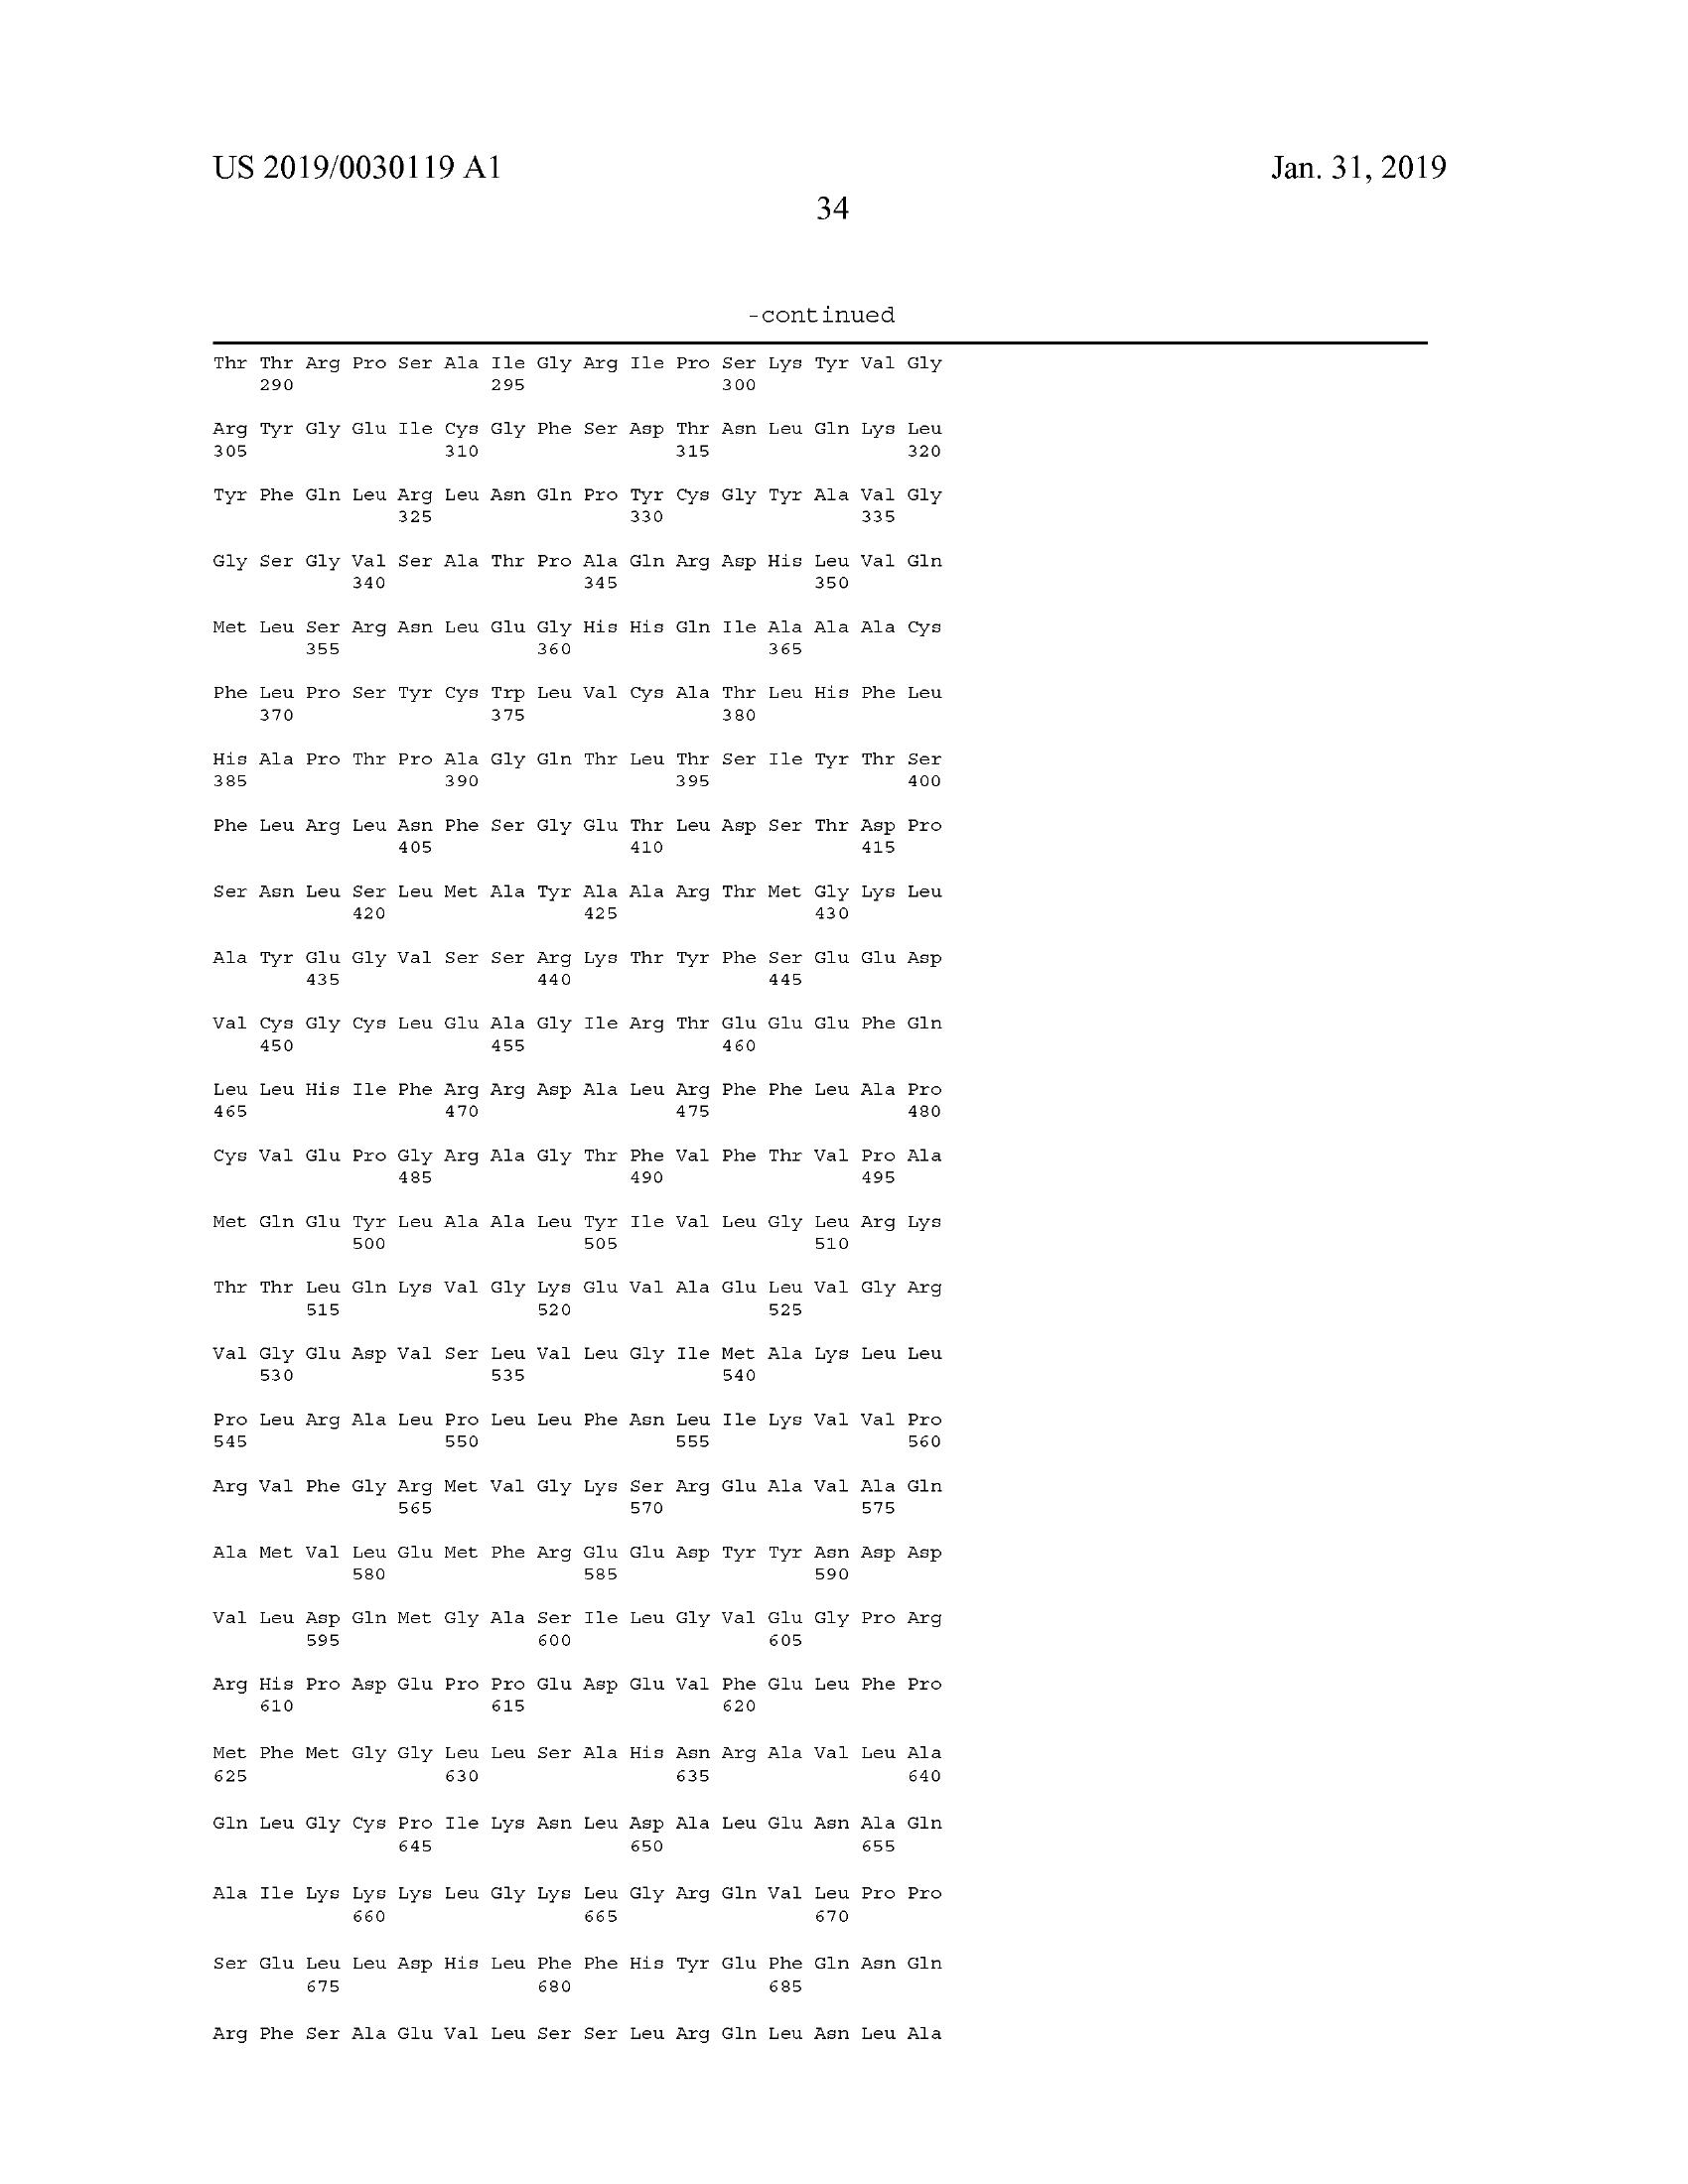 US 2019/0030119 A1
Jan. 31, 2019
34
-continued
Thr Thr Arg Pro Ser Ala Ile Gly Arg Ile Pro Ser Lys Tyr Val Gly
290 295 300
Arg Tyr Gly Glu Ile Cys Gly Phe Ser Asp Thr Asn Leu Gln Lys Leu
305 310 315 320
Tyr Phe Gln Leu Arg Leu Asn Gln Pro Tyr Cys Gly Tyr Ala Val Gly
325 330 335
Gly Ser Gly Val Ser Ala Thr Pro Ala Gln Arg Asp His Leu Val Gln
340 345 350
Met Leu Ser Arg Asn Leu Glu Gly His His Gln Ile Ala Ala Ala Cys
355 360 365
Phe Leu Pro Ser Tyr Cys Trp Leu Val Cys Ala Thr Leu His Phe Leu
370 375 380
His Ala Pro Thr Pro Ala Gly Gln Thr Leu Thr Ser Ile Tyr Thr Ser
385 390 395 400
Phe Leu Arg Leu Asn Phe Ser Gly Glu Thr Leu Asp Ser Thr Asp Pro
405 410 415
Ser Asn Leu Ser Leu Met Ala Tyr Ala Ala Arg Thr Met Gly Lys Leu
420 425 430
Ala Tyr Glu Gly Val Ser Ser Arg Lys Thr Tyr Phe Ser Glu Glu Asp
435 440 445
Val Cys Gly Cys Leu Glu Ala Gly Ile Arg Thr Glu Glu Glu Phe Gln
450 455 460
Leu Leu His Ile Phe Arg Arg Asp Ala Leu Arg Phe Phe Leu Ala Pro
465 470 475 480
Cys Val Glu Pro Gly Arg Ala Gly Thr Phe Val Phe Thr Val Pro Ala
485 490 495
Met Gln Glu Tyr Leu Ala Ala Leu Tyr Ile Val Leu Gly Leu Arg Lys
500 505 510
Thr Thr Leu Gln Lys Val Gly Lys Glu Val Ala Glu Leu Val Gly Arg
515 520 525
Val Gly Glu Asp Val Ser Leu Val Leu Gly Ile Met Ala Lys Leu Leu
530 535 540
Pro Leu Arg Ala Leu Pro Leu Leu Phe Asn Leu Ile Lys Val Val Pro
545 550 555 560
Arg Val Phe Gly Arg Met Val Gly Lys Ser Arg Glu Ala Val Ala Gln
565 570 575
Ala Met Val Leu Glu Met Phe Arg Glu Glu Asp Tyr Tyr Asn Asp Asp
580 585 590
Val Leu Asp Gln Met Gly Ala Ser Ile Leu Gly Val Glu Gly Pro Arg
595 600 605
Arg His Pro Asp Glu Pro Pro Glu Asp Glu Val Phe Glu Leu Phe Pro
610 615 620
Met Phe Met Gly Gly Leu Leu Ser Ala His Asn Arg Ala Val Leu Ala
625 630 635 640
Gln Leu Gly Cys Pro Ile Lys Asn Leu Asp Ala Leu Glu Asn Ala Gln
645 650 655
Ala Ile Lys Lys Lys Leu Gly Lys Leu Gly Arg Gln Val Leu Pro Pro
660 665 670
Ser Glu Leu Leu Asp His Leu Phe Phe His Tyr Glu Phe Gln Asn Gln
675 680 685
Arg Phe Ser Ala Glu Val Leu Ser Ser Leu Arg Gln Leu Asn Leu Ala